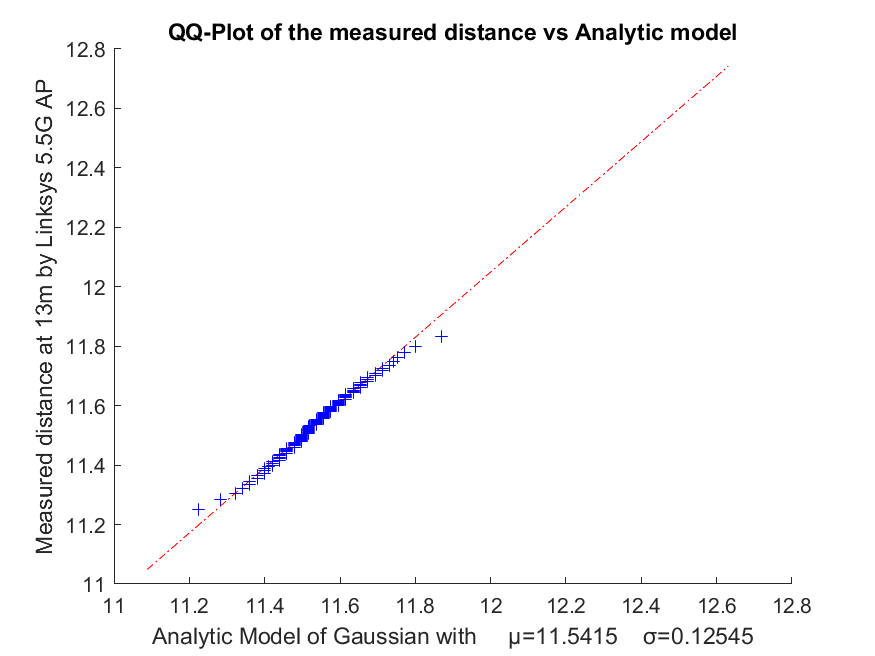 QQ-Plot of the measured distance vs Analytic model
Measured distance at 13m by Linksys 5.5G AP
12.8
12.6
12.4
12.2
12
11.8
11.6
11.4
11.2
11
11 11.2 11.4 11.6 11.8 12 12.2 12.4 12.6 12.8
Analytic Model of Gaussian with μ=11.5415 σ=0.12545